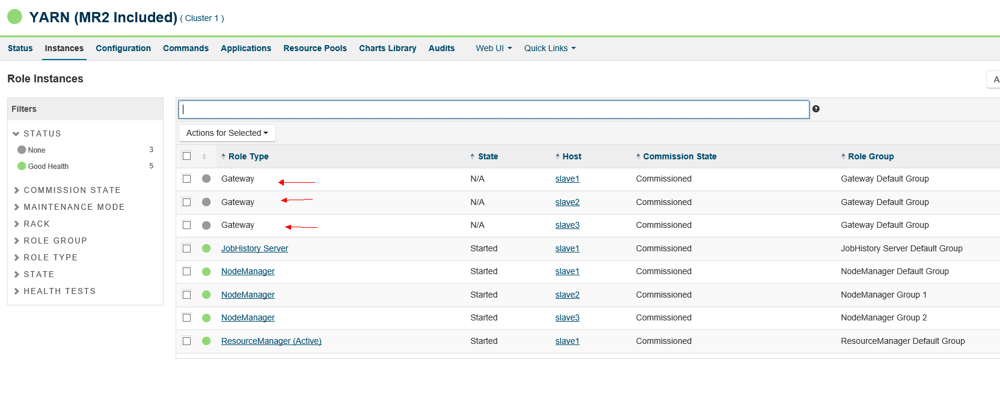 YARN (MR2 Included) ( Cluster 1 )
Status Instances Configuration Commands Applications Resource Pools Charts Library Audits Web UI Quick Links
Role Instances
A
Filters
STATUS
None 3
Good Health 5
COMMISSION STATE
MAINTENANCE MODE
RACK
ROLE GROUP
ROLE TYPE
STATE
HEALTH TESTS
?
Actions for Selected
Role Type State Host Commission State Role Group
Gateway N/A slave1 Commissioned Gateway Default Group
Gateway N/A slave2 Commissioned Gateway Default Group
Gateway N/A slave3 Commissioned Gateway Default Group
JobHistory Server Started slave1 Commissioned JobHistory Server Default Group
NodeManager Started slave1 Commissioned NodeManager Default Group
NodeManager Started slave2 Commissioned NodeManager Group 1
NodeManager Started slave3 Commissioned NodeManager Group 2
ResourceManager (Active) Started slave1 Commissioned ResourceManager Default Group